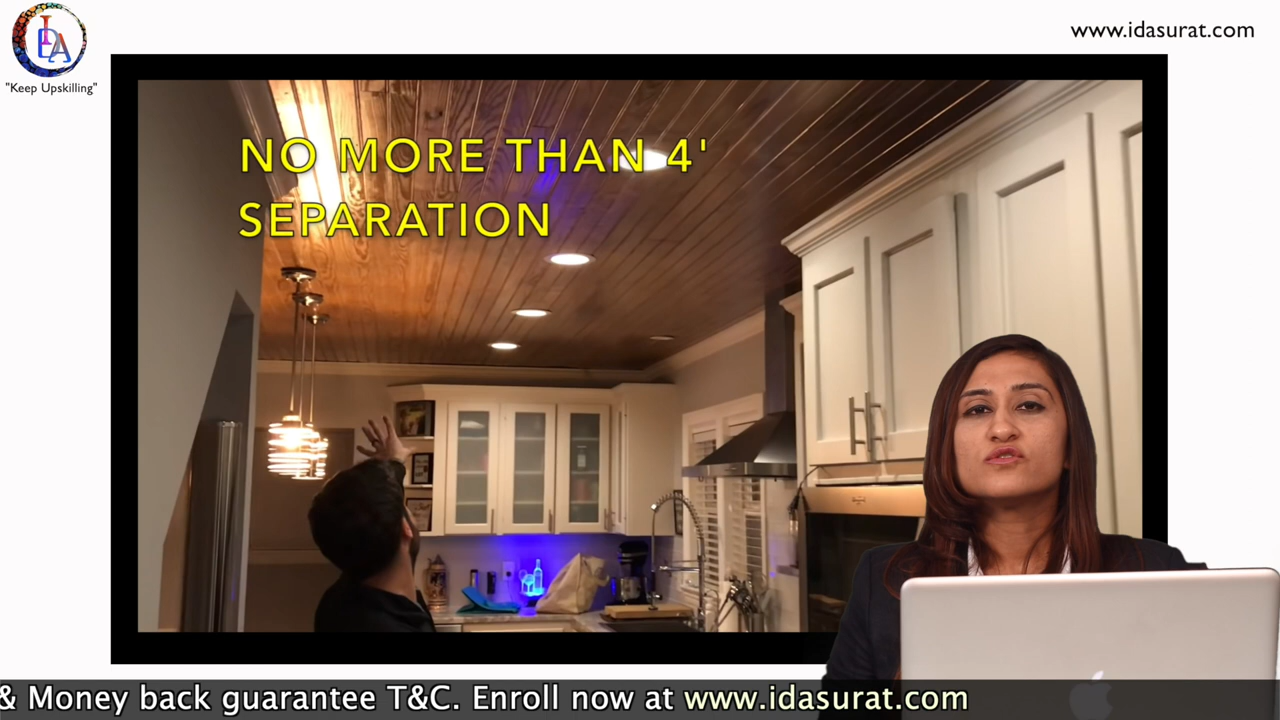 IDA
"Keep Upskilling"
www.idasurat.com
NO MORE THAN 4'
SEPARATION
& Money back guarantee T&C. Enroll now at www.idasurat.com